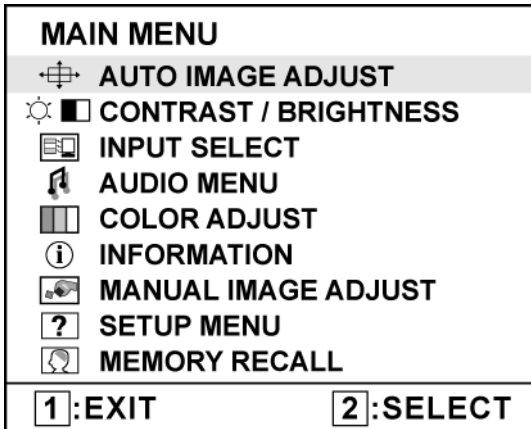 MAIN MENU
AUTO IMAGE ADJUST
CONTRAST / BRIGHTNESS
INPUT SELECT
AUDIO MENU
COLOR ADJUST
INFORMATION
MANUAL IMAGE ADJUST
? SETUP MENU
MEMORY RECALL
1 :EXIT 2 :SELECT